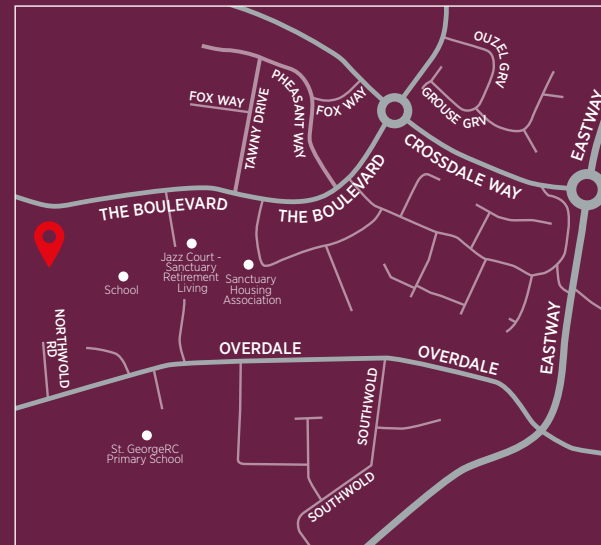 OUZEL GRV
PHEASANT WAY
FOX WAY
TAWNY DRIVE
FOX WAY
GROUSE GRV
EASTWAY
CROSSDALE WAY
THE BOULEVARD
THE BOULEVARD
Jazz Court -
Sanctuary
Retirement
Living
Sanctuary
Housing
Association
School
NORTHWOLD
RD
OVERDALE
OVERDALE
EASTWAY
SOUTHWOLD
St. GeorgeRC
Primary School
SOUTHWOLD